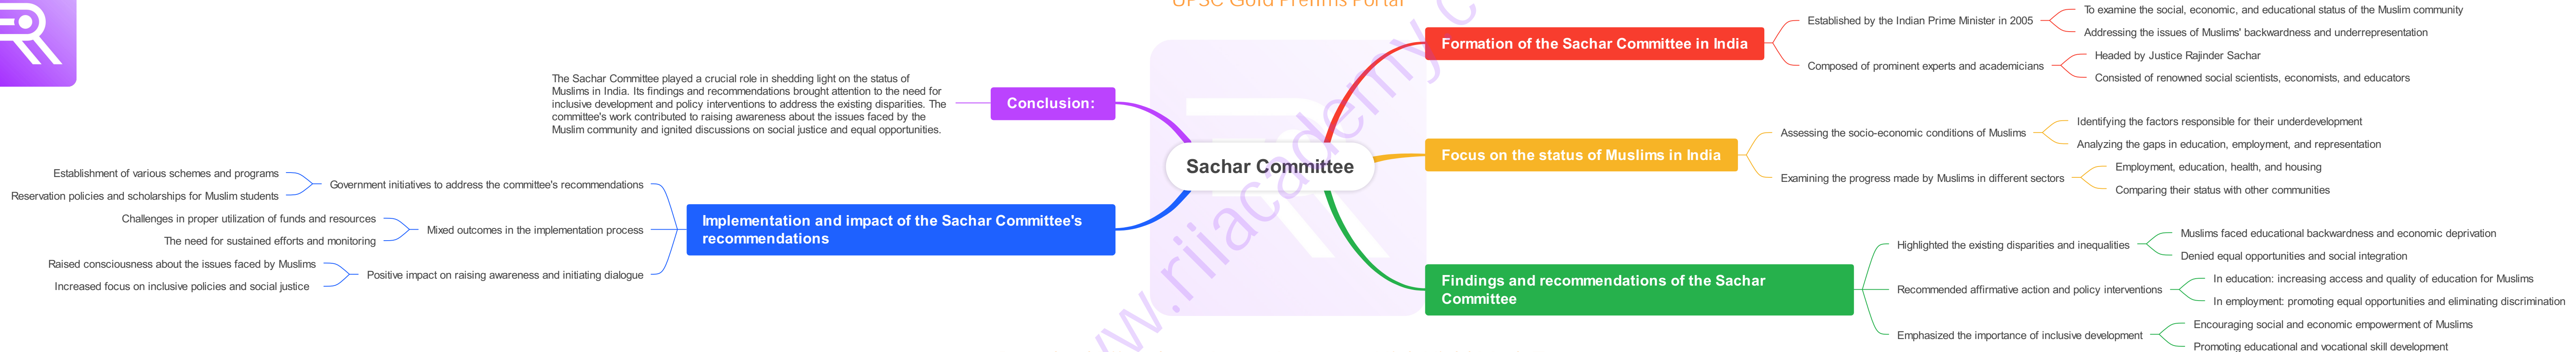 UPSC Gold Prelims Portal
Sachar Committee
Formation of the Sachar Committee in India
Established by the Indian Prime Minister in 2005
To examine the social, economic, and educational status of the Muslim community
Addressing the issues of Muslims' backwardness and underrepresentation
Composed of prominent experts and academicians
Headed by Justice Rajinder Sachar
Consisted of renowned social scientists, economists, and educators
Focus on the status of Muslims in India
Assessing the socio-economic conditions of Muslims
Identifying the factors responsible for their underdevelopment
Analyzing the gaps in education, employment, and representation
Examining the progress made by Muslims in different sectors
Employment, education, health, and housing
Comparing their status with other communities
Findings and recommendations of the Sachar
Committee
Highlighted the existing disparities and inequalities
Muslims faced educational backwardness and economic deprivation
Denied equal opportunities and social integration
Recommended affirmative action and policy interventions
In education: increasing access and quality of education for Muslims
In employment: promoting equal opportunities and eliminating discrimination
Emphasized the importance of inclusive development
Encouraging social and economic empowerment of Muslims
Promoting educational and vocational skill development
Implementation and impact of the Sachar Committee's
recommendations
Government initiatives to address the committee's recommendations
Establishment of various schemes and programs
Reservation policies and scholarships for Muslim students
Mixed outcomes in the implementation process
Challenges in proper utilization of funds and resources
The need for sustained efforts and monitoring
Positive impact on raising awareness and initiating dialogue
Raised consciousness about the issues faced by Muslims
Increased focus on inclusive policies and social justice
Conclusion:
The Sachar Committee played a crucial role in shedding light on the status of
Muslims in India. Its findings and recommendations brought attention to the need for
inclusive development and policy interventions to address the existing disparities. The
committee's work contributed to raising awareness about the issues faced by the
Muslim community and ignited discussions on social justice and equal opportunities.